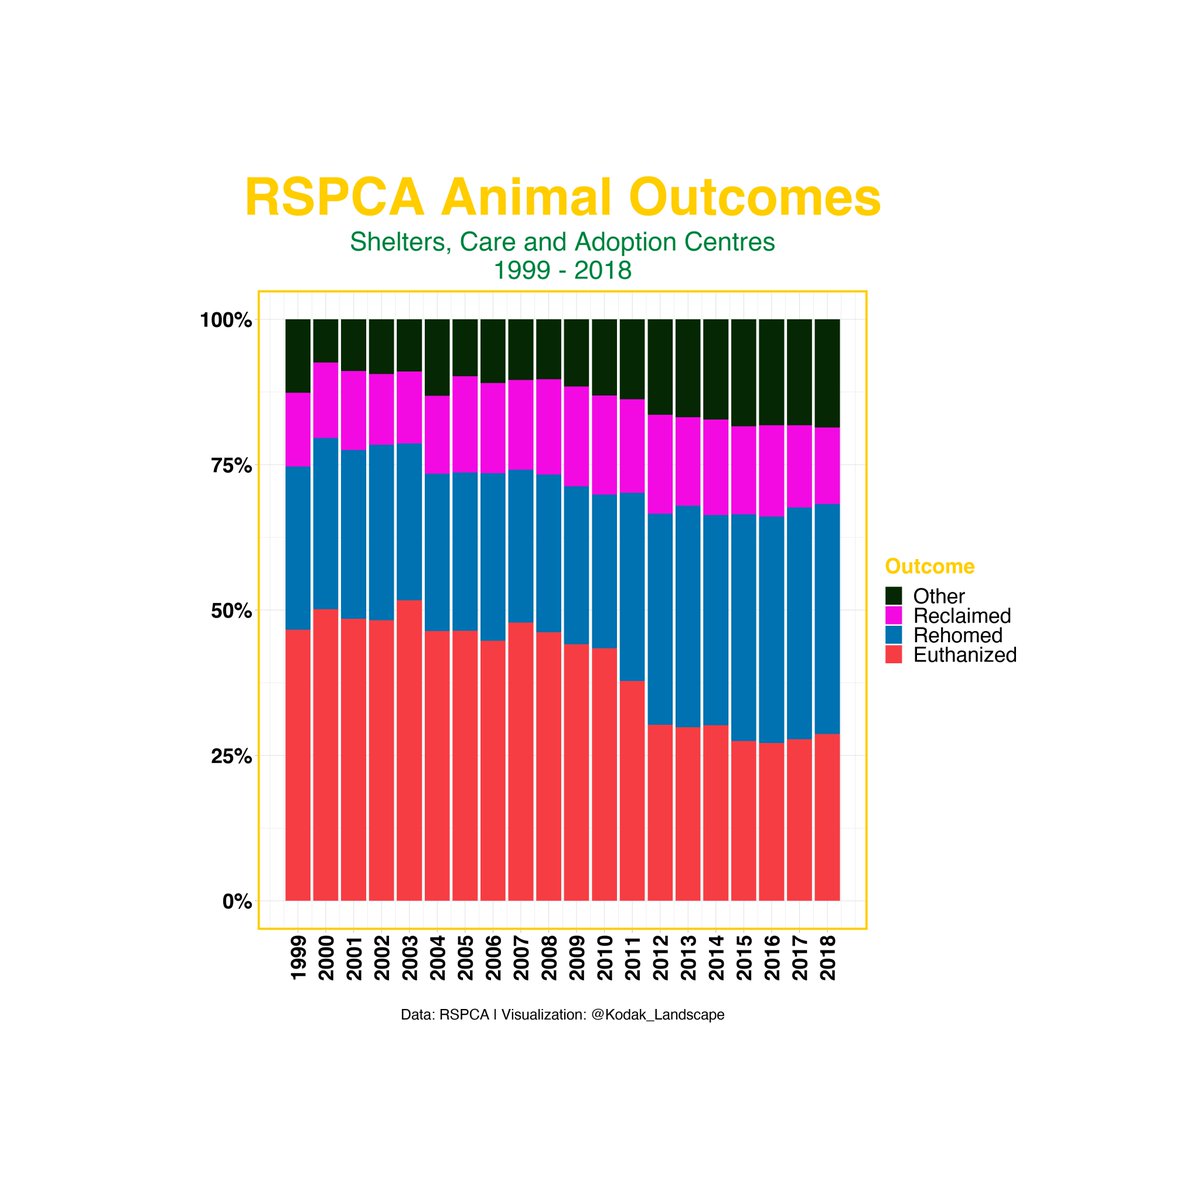 RSPCA Animal Outcomes
Shelters, Care and Adoption Centres
1999 - 2018
100%
75%
50%
25%
0%
1999
2000
2001
2002
2003
2004
2005
2006
2007
2008
2009
2010
2011
2012
2013
2014
2015
2016
2017
2018
Outcome
Other
Reclaimed
Rehomed
Euthanized
Data: RSPCA | Visualization: @Kodak_Landscape